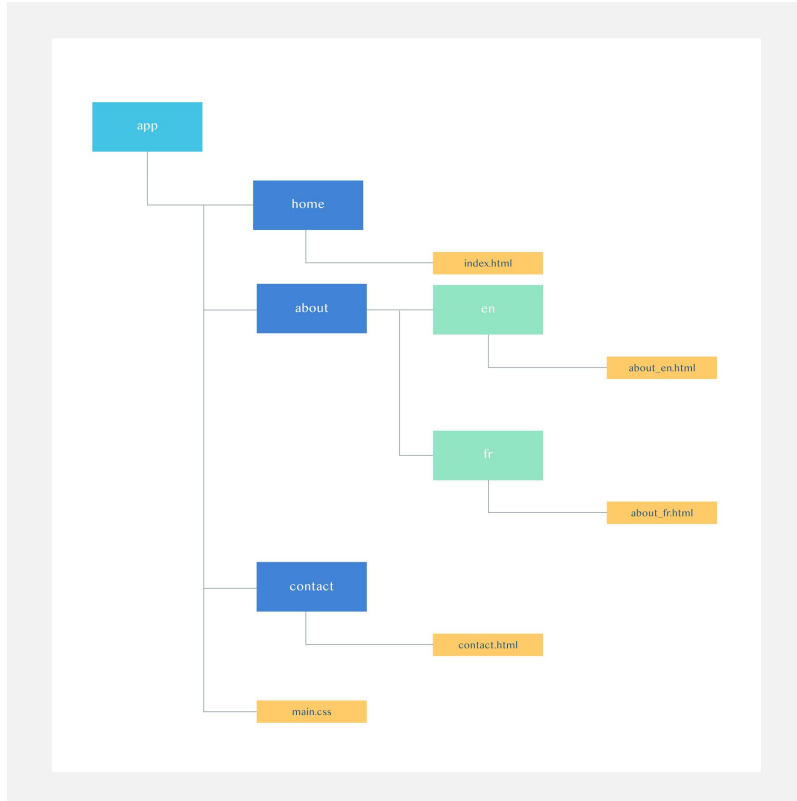 app
home
index.html
about
en
about_en.html
fr
about_fr.html
contact
contact.html
main.css